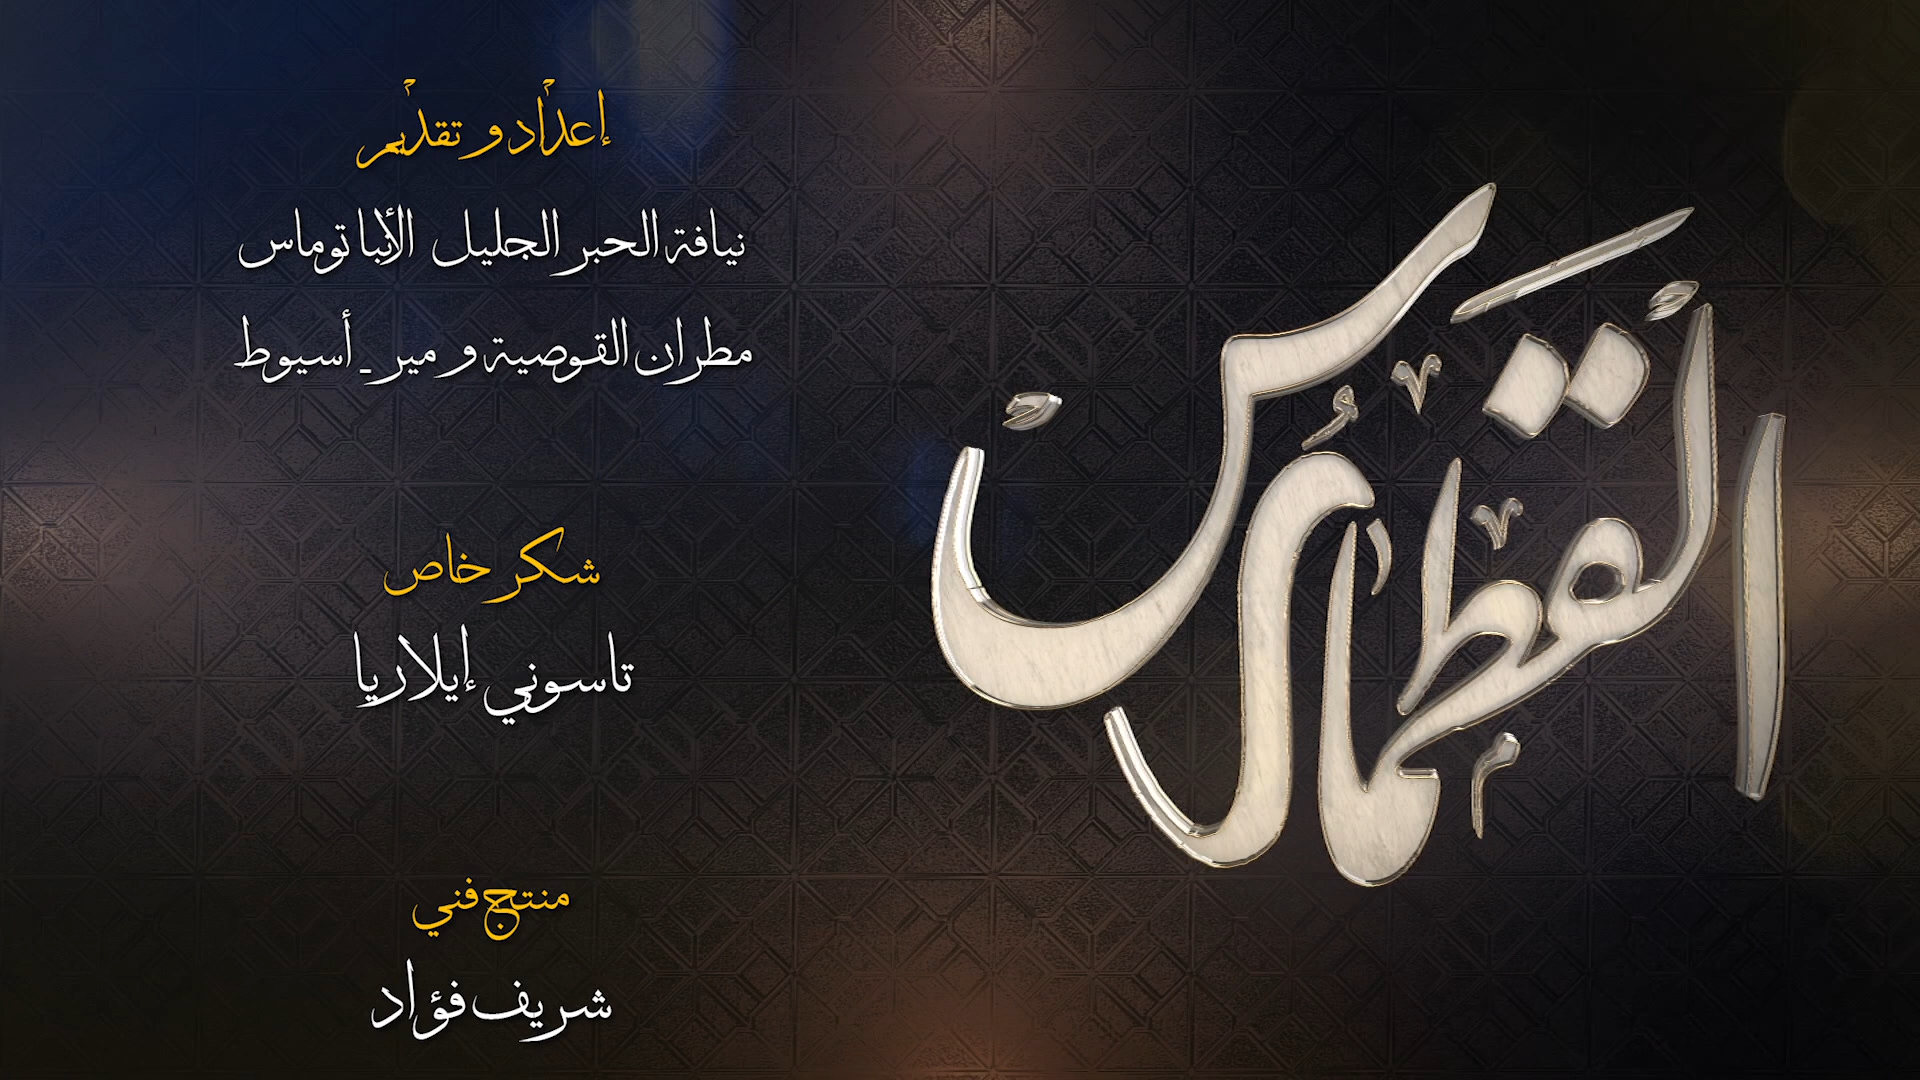 القطمارس
إعداد و تقديم
نيافة الحبر الجليل الأنبا توماس
مطران القوصية و مير - أسيوط
شكر خاص
تاسوني إيلاريا
منتج فني
شريف فؤاد